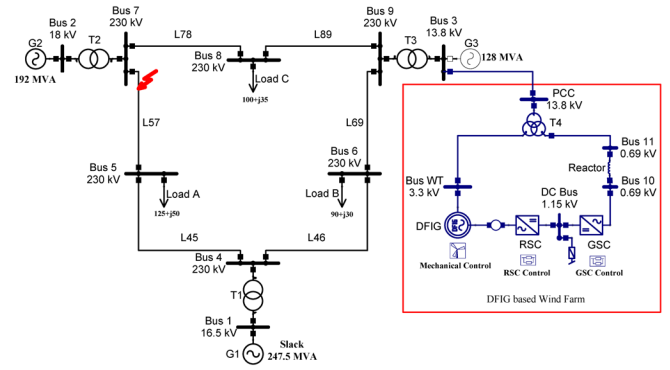 Bus 2
18 kV
G2
T2
192 MVA
Bus 7
230 kV
L78
Bus 8
230 kV
Load C
100+j35
L89
Bus 9
230 kV
T3
Bus 3
13.8 kV
G3
128 MVA
L57
L69
Bus 5
230 kV
Load A
125+j50
Bus 6
230 kV
Load B
90+j30
L45
L46
Bus 4
230 kV
T1
Bus 1
16.5 kV
G1
Slack
247.5 MVA
PCC
13.8 kV
T4
Bus 11
0.69 kV
Reactor
Bus WT
3.3 kV
DC Bus
1.15 kV
Bus 10
0.69 kV
DFIG
RSC
GSC
Mechanical Control
RSC Control
GSC Control
DFIG based Wind Farm